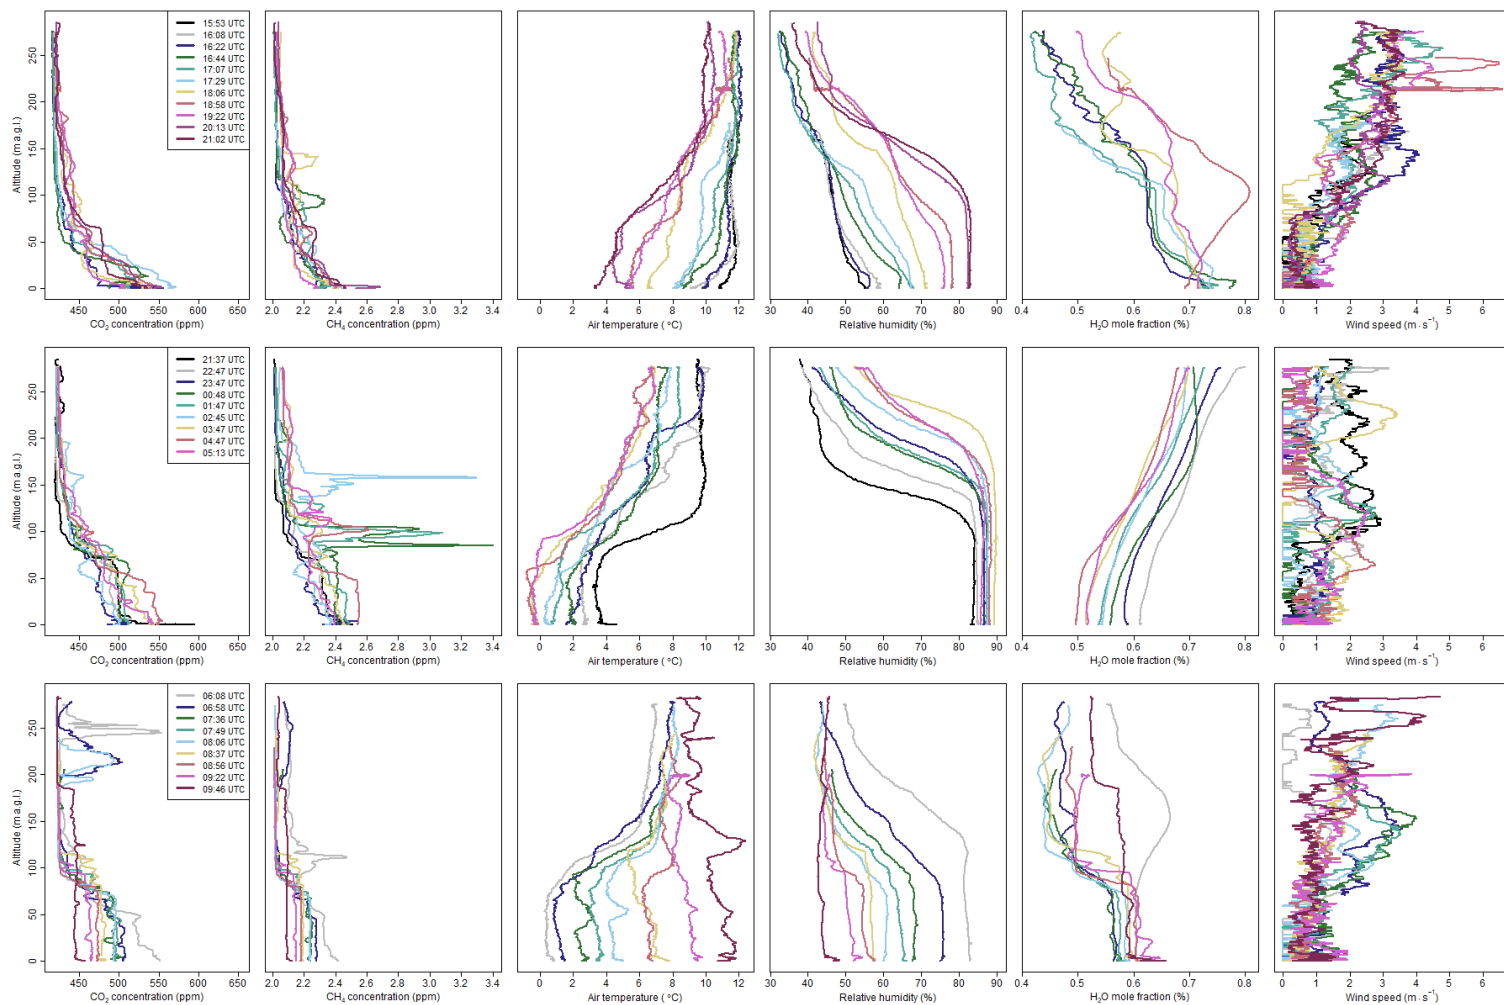 15:53 UTC
16:08 UTC
16:22 UTC
16:44 UTC
17:07 UTC
17:29 UTC
18:06 UTC
18:58 UTC
19:22 UTC
20:13 UTC
21:02 UTC
Altitude (m a.g.l.)
0 50 100 150 200 250
450 500 550 600 650
CO₂ concentration (ppm)
2.0 2.2 2.4 2.6 2.8 3.0 3.2 3.4
CH₄ concentration (ppm)
0 2 4 6 8 10 12
Air temperature (°C)
30 40 50 60 70 80 90
Relative humidity (%)
0.4 0.5 0.6 0.7 0.8
H₂O mole fraction (%)
0 1 2 3 4 5 6
Wind speed (m · s⁻¹)
21:37 UTC
22:47 UTC
23:47 UTC
00:48 UTC
01:47 UTC
02:45 UTC
03:47 UTC
04:47 UTC
05:13 UTC
Altitude (m a.g.l.)
0 50 100 150 200 250
450 500 550 600 650
CO₂ concentration (ppm)
2.0 2.2 2.4 2.6 2.8 3.0 3.2 3.4
CH₄ concentration (ppm)
0 2 4 6 8 10 12
Air temperature (°C)
30 40 50 60 70 80 90
Relative humidity (%)
0.4 0.5 0.6 0.7 0.8
H₂O mole fraction (%)
0 1 2 3 4 5 6
Wind speed (m · s⁻¹)
06:08 UTC
06:58 UTC
07:36 UTC
07:49 UTC
08:06 UTC
08:37 UTC
08:56 UTC
09:22 UTC
09:46 UTC
Altitude (m a.g.l.)
0 50 100 150 200 250
450 500 550 600 650
CO₂ concentration (ppm)
2.0 2.2 2.4 2.6 2.8 3.0 3.2 3.4
CH₄ concentration (ppm)
0 2 4 6 8 10 12
Air temperature (°C)
30 40 50 60 70 80 90
Relative humidity (%)
0.4 0.5 0.6 0.7 0.8
H₂O mole fraction (%)
0 1 2 3 4 5 6
Wind speed (m · s⁻¹)